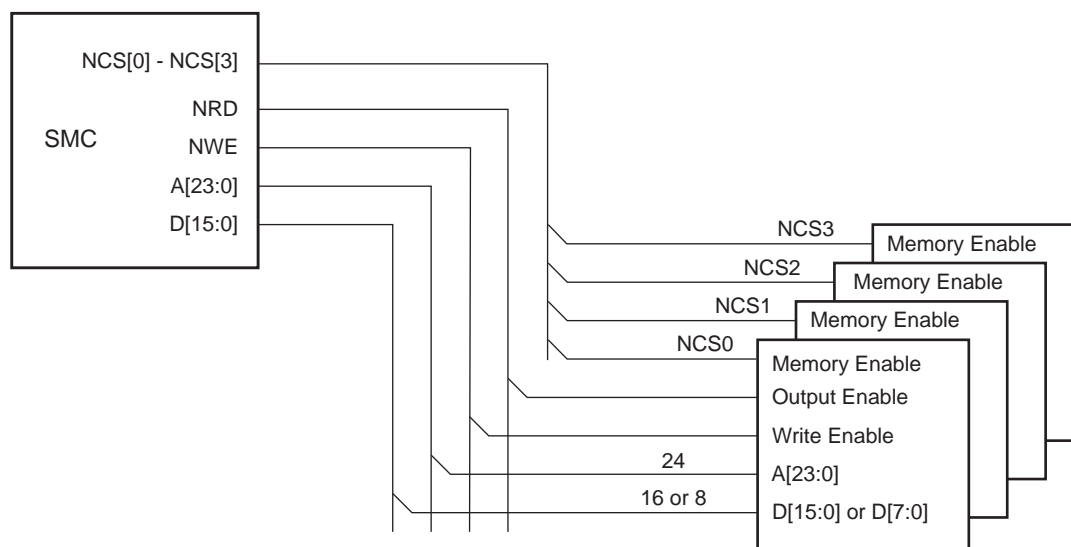 NCS[0] - NCS[3]
NRD
SMC
NWE
A[23:0]
D[15:0]
NCS3
Memory Enable
NCS2
Memory Enable
NCS1
Memory Enable
NCS0
Memory Enable
Output Enable
Write Enable
24
A[23:0]
16 or 8
D[15:0] or D[7:0]